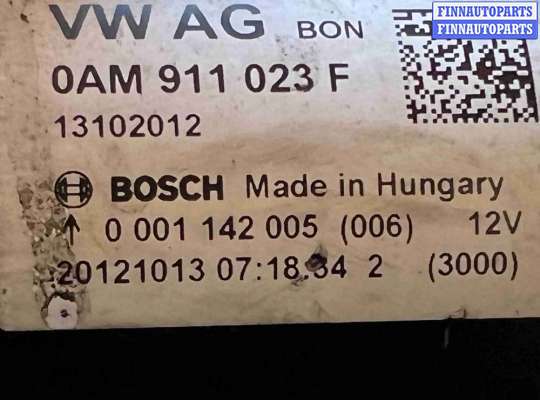 FINNAUTOPARTS
FINNAUTOPARTS
VW AG BON
0AM 911 023 F
13102012
BOSCH Made in Hungary
↑ 0 001 142 005 (006) 12V
20121013 07:18.34 2 (3000)